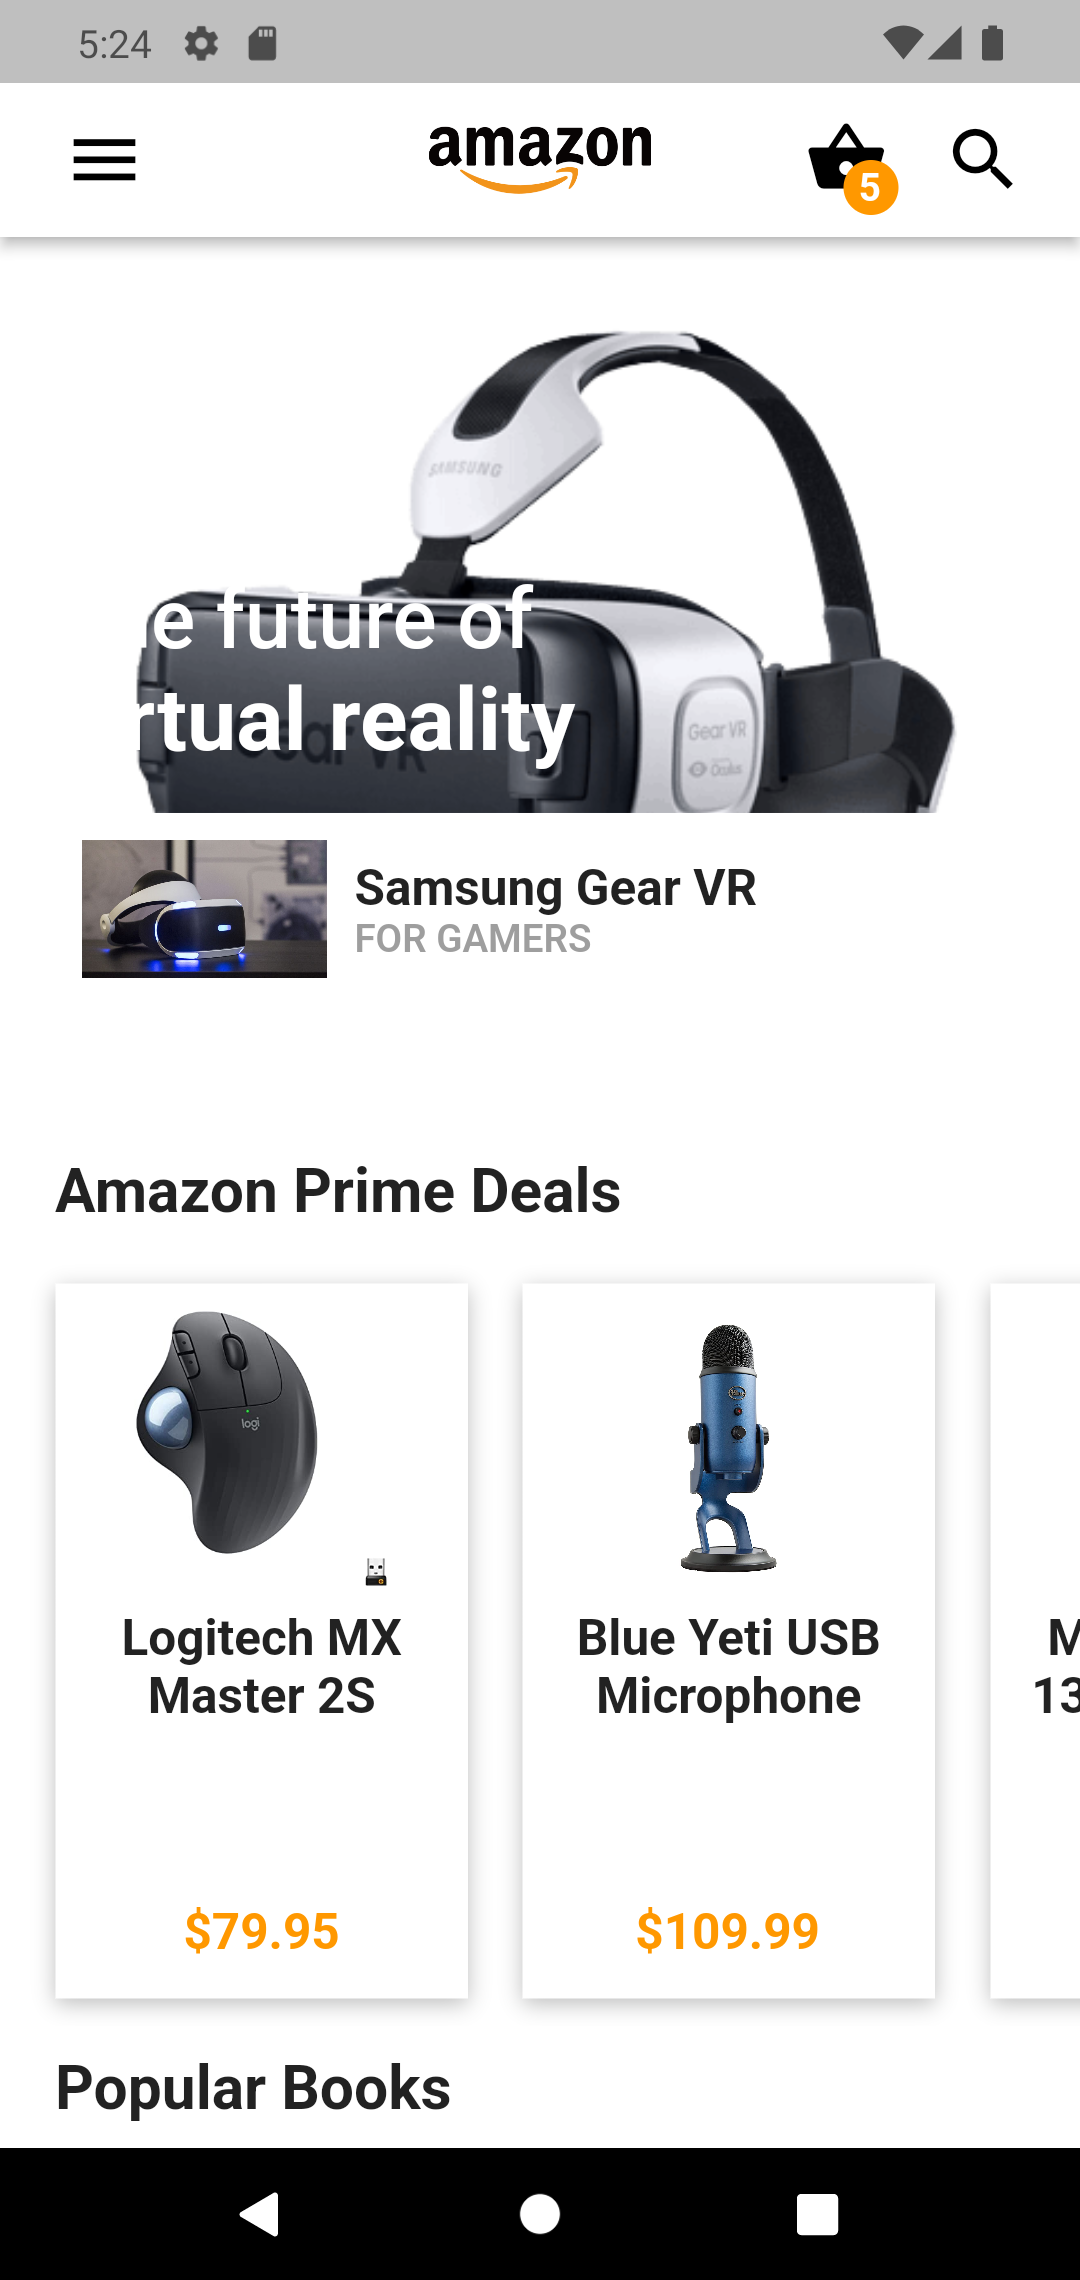 5:24
amazon
5
SAMSUNG
e future of
rtual reality
Gear VR
Oculus
Samsung Gear VR
FOR GAMERS
Amazon Prime Deals
logi
Logitech MX
Master 2S
$79.95
Blue Yeti USB
Microphone
$109.99
M
13
Popular Books